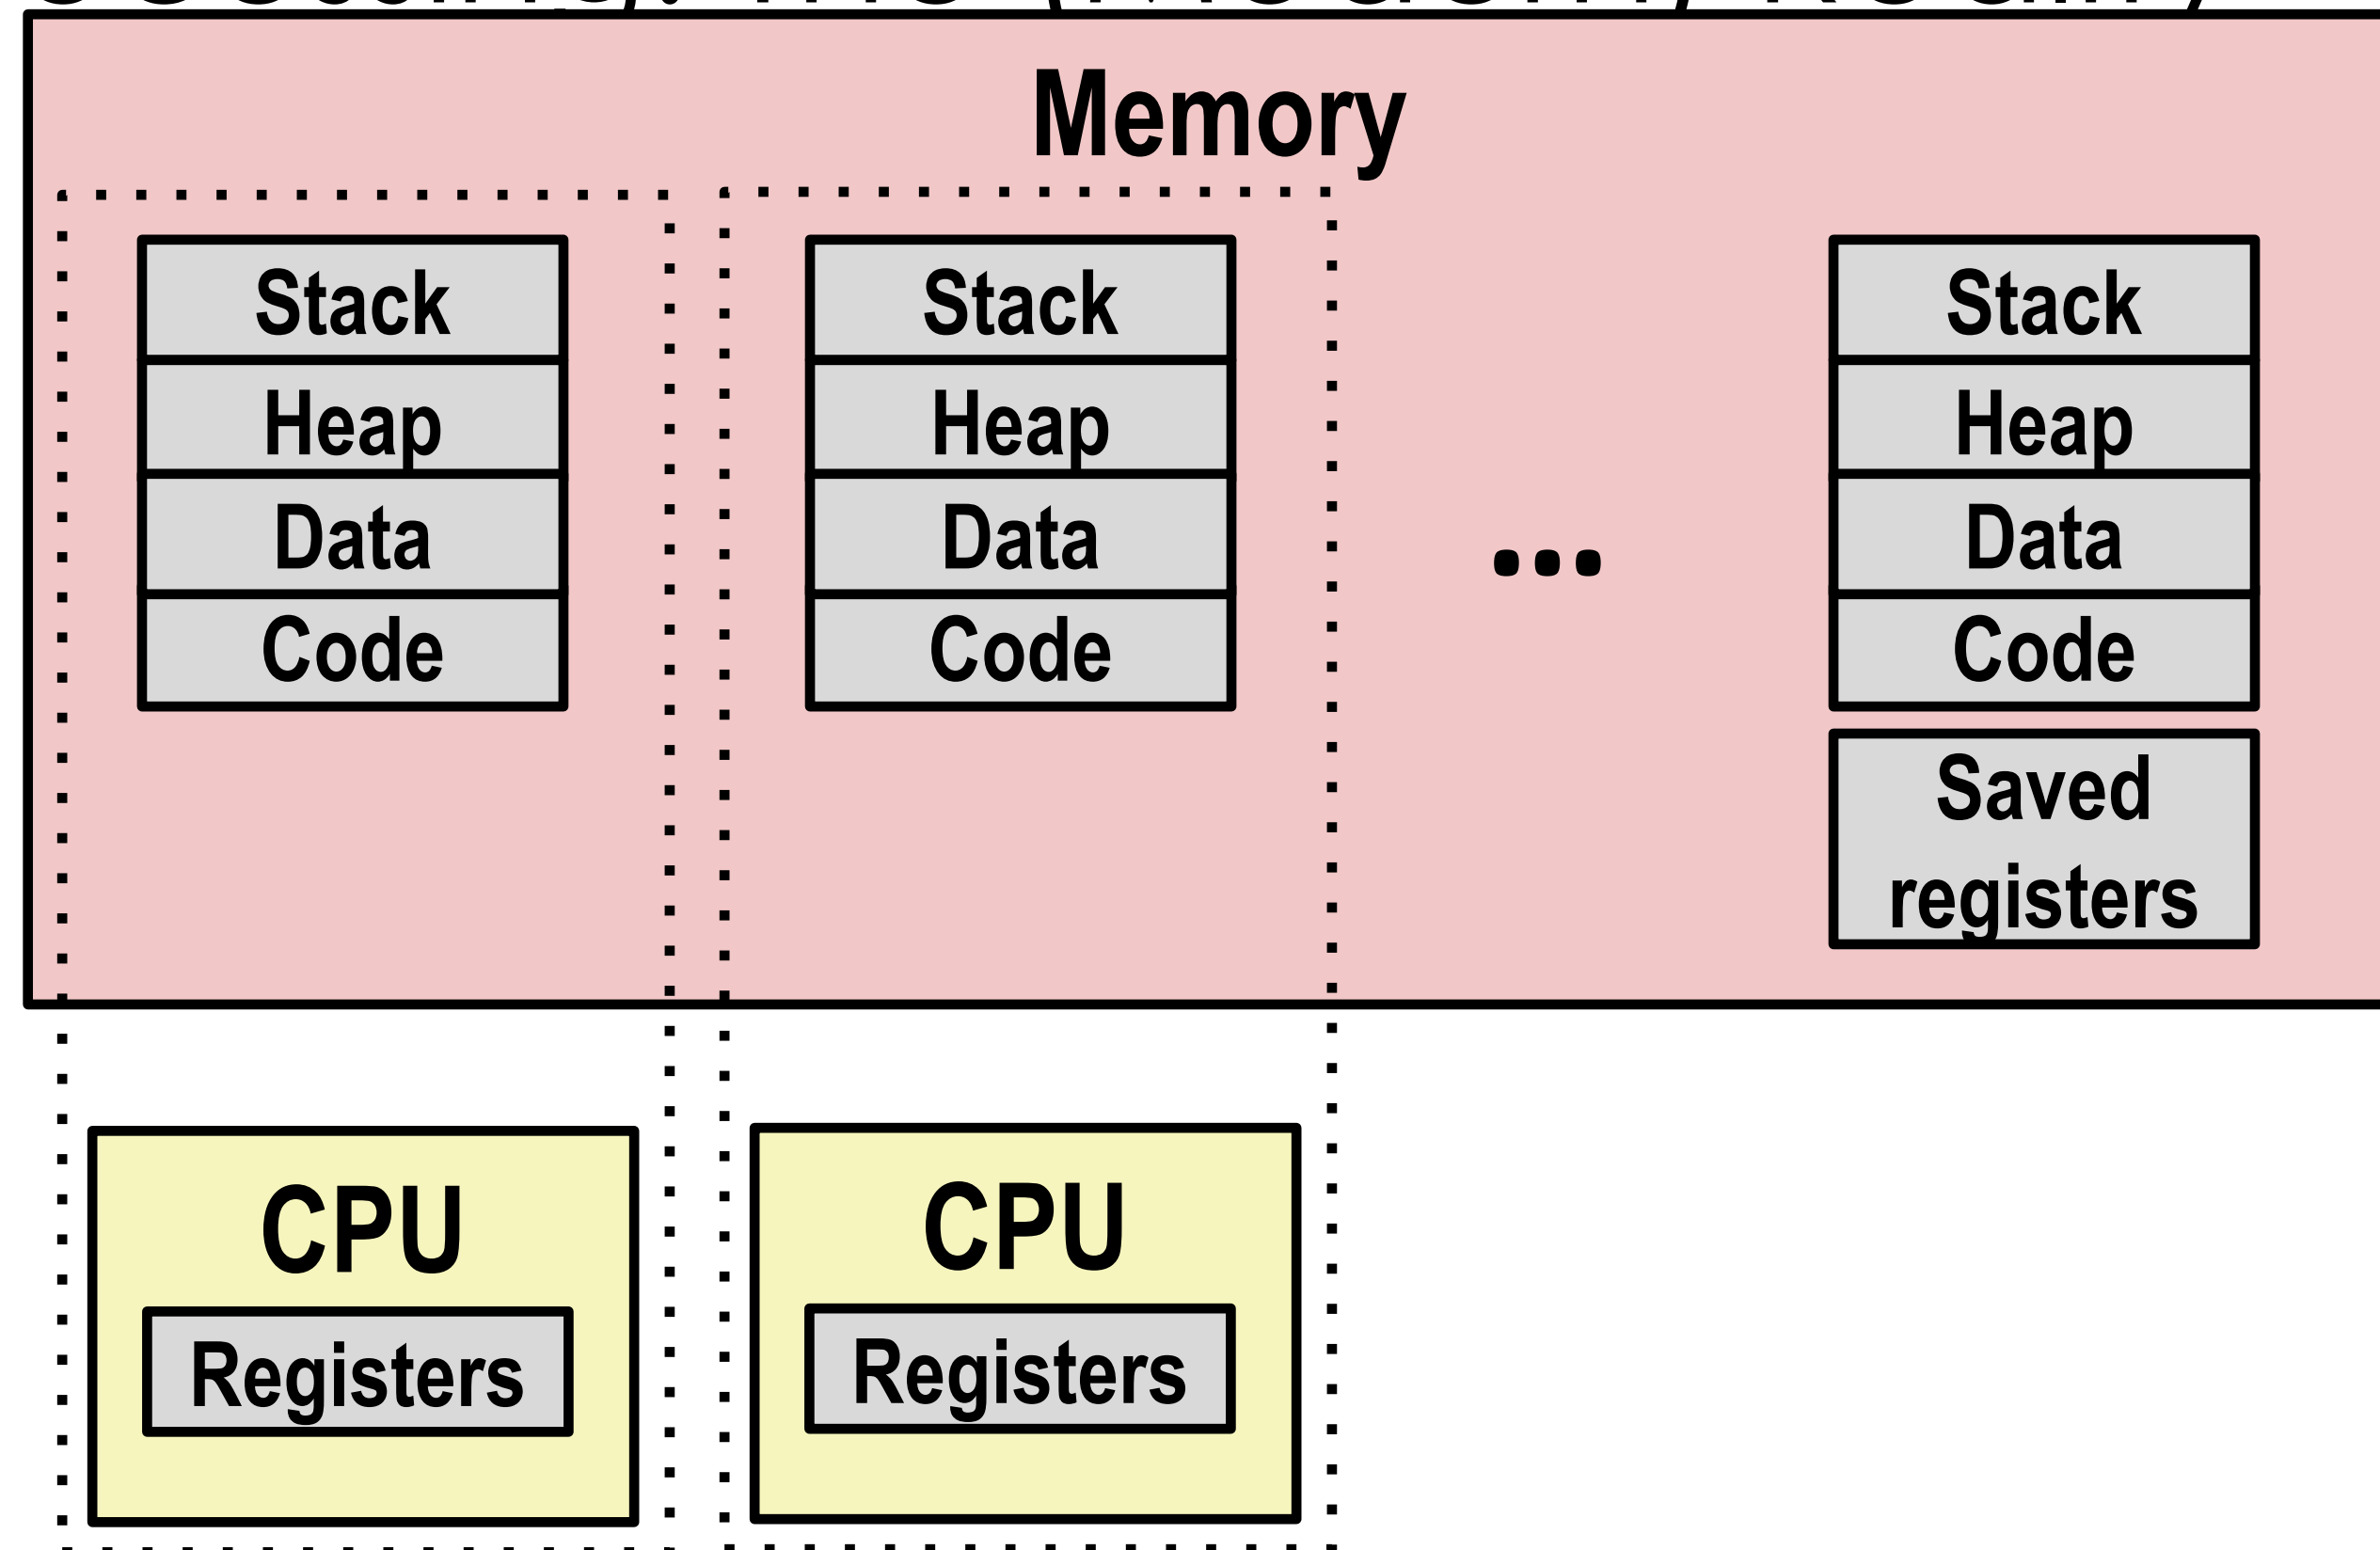 Memory
Stack
Heap
Data
Code
Stack
Heap
Data
Code
...
Stack
Heap
Data
Code
Saved
registers
CPU
Registers
CPU
Registers